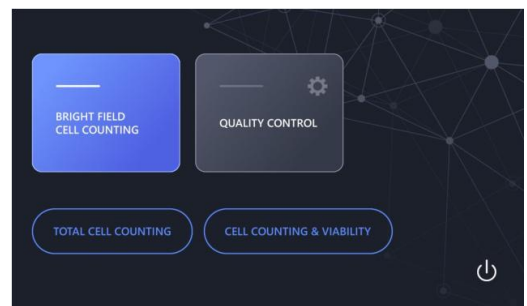 BRIGHT FIELD
CELL COUNTING
QUALITY CONTROL
TOTAL CELL COUNTING
CELL COUNTING & VIABILITY